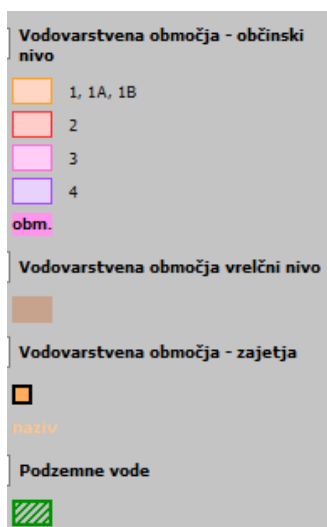 Vodovarstvena območja - občinski
nivo
1, 1A, 1B
2
3
4
obm.
Vodovarstvena območja vrelčni nivo
Vodovarstvena območja - zajetja
naziv
Podzemne vode